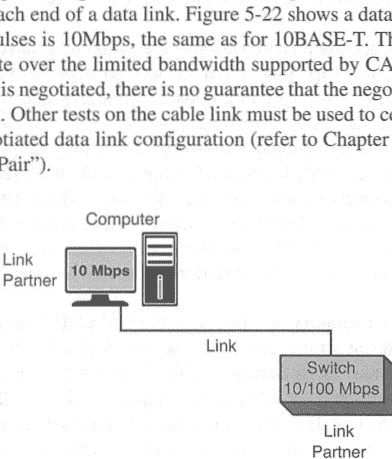 each end of a data link. Figure 5-22 shows a data
ulses is 10Mbps, the same as for 10BASE-T. Th
te over the limited bandwidth supported by CA
is negotiated, there is no guarantee that the nego
. Other tests on the cable link must be used to ce
otiated data link configuration (refer to Chapter
Pair”).
Computer
Link
Partner
10 Mbps
Link
Switch
10/100 Mbps
Link
Partner